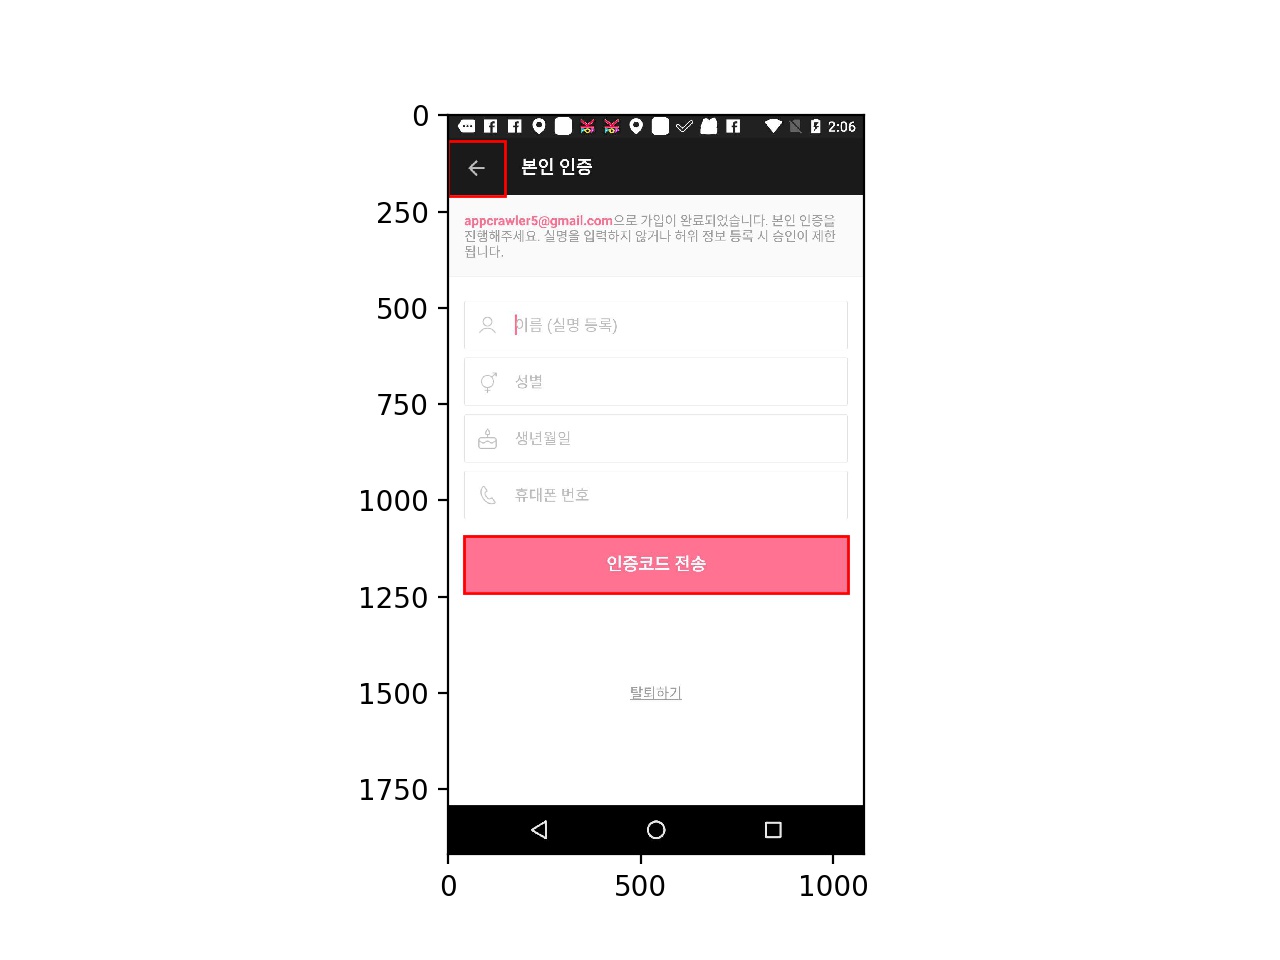 0
250
500
750
1000
1250
1500
1750
2:06
본인 인증
appcrawler5@gmail.com으로 가입이 완료되었습니다. 본인 인증을
진행해주세요. 실명을 입력하지 않거나 허위 정보 등록 시 승인이 제한
됩니다.
이름 (실명 등록)
성별
생년월일
휴대폰 번호
인증코드 전송
탈퇴하기
0
500
1000